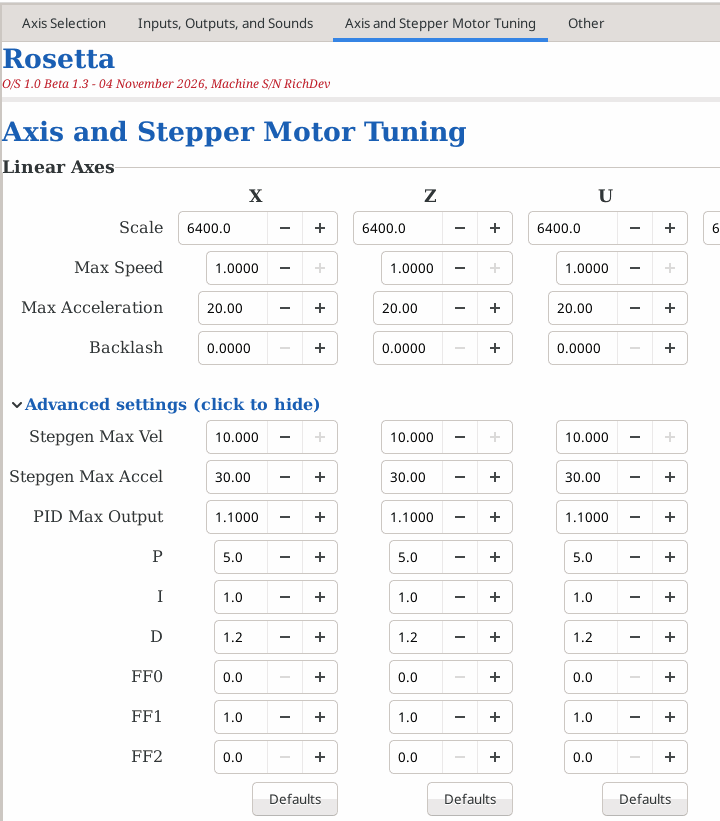 Axis Selection Inputs, Outputs, and Sounds Axis and Stepper Motor Tuning Other
Rosetta
O/S 1.0 Beta 1.3 - 04 November 2026, Machine S/N RichDev
Axis and Stepper Motor Tuning
Linear Axes
X Z U
Scale 6400.0 − + 6400.0 − + 6400.0 − + 6
Max Speed 1.0000 − + 1.0000 − + 1.0000 − +
Max Acceleration 20.00 − + 20.00 − + 20.00 − +
Backlash 0.0000 − + 0.0000 − + 0.0000 − +
Advanced settings (click to hide)
Stepgen Max Vel 10.000 − + 10.000 − + 10.000 − +
Stepgen Max Accel 30.00 − + 30.00 − + 30.00 − +
PID Max Output 1.1000 − + 1.1000 − + 1.1000 − +
P 5.0 − + 5.0 − + 5.0 − +
I 1.0 − + 1.0 − + 1.0 − +
D 1.2 − + 1.2 − + 1.2 − +
FF0 0.0 − + 0.0 − + 0.0 − +
FF1 1.0 − + 1.0 − + 1.0 − +
FF2 0.0 − + 0.0 − + 0.0 − +
Defaults Defaults Defaults